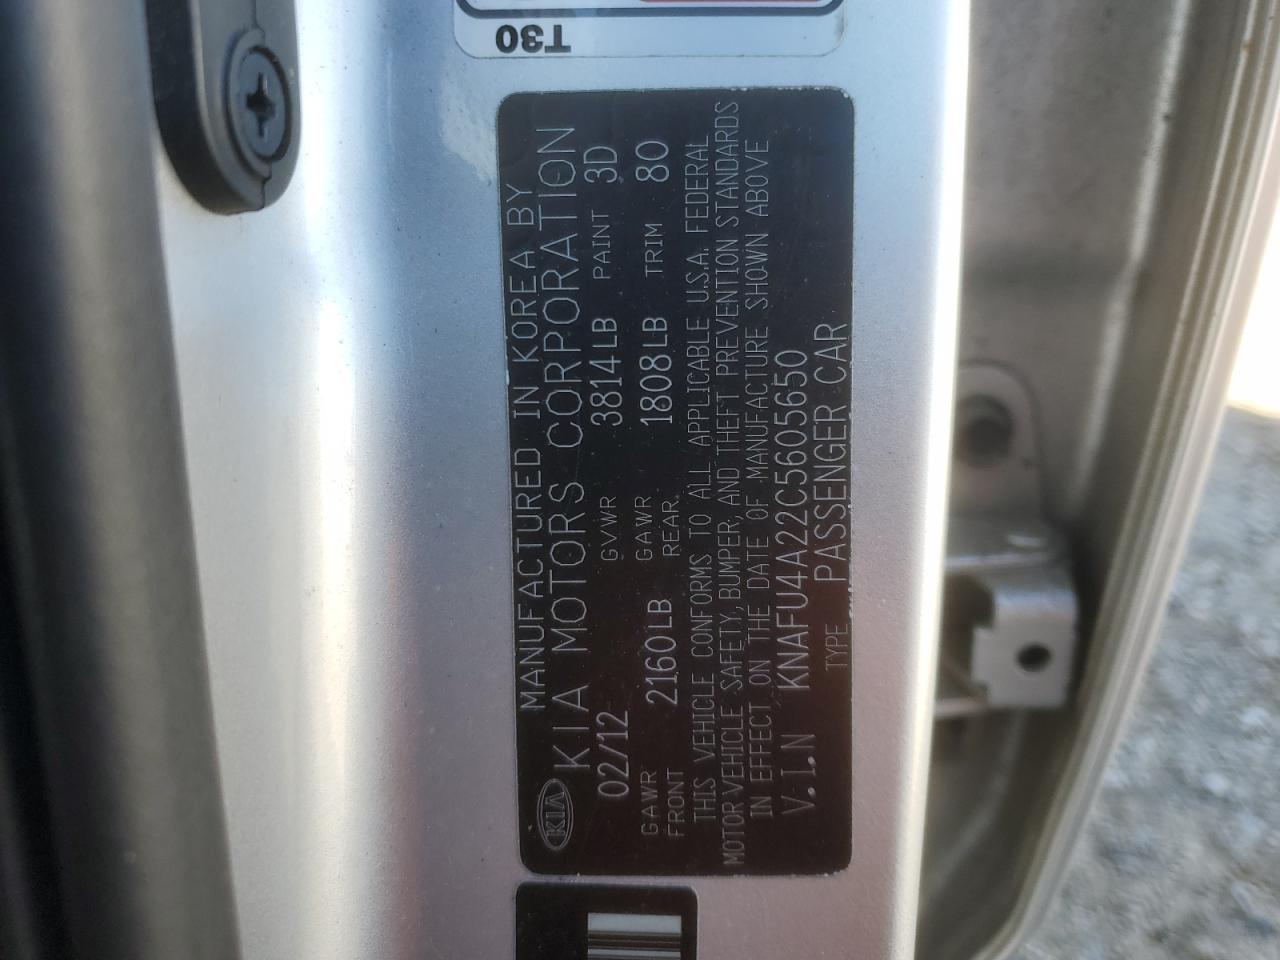 T30
MANUFACTURED IN KOREA BY
KIA KIA MOTORS CORPORATION
02/12 GVWR 3814LB PAINT 3D
GAWR FRONT 2160LB GAWR REAR 1808LB TRIM 80
THIS VEHICLE CONFORMS TO ALL APPLICABLE U.S.A. FEDERAL
MOTOR VEHICLE SAFETY, BUMPER, AND THEFT PREVENTION STANDARDS
IN EFFECT ON THE DATE OF MANUFACTURE SHOWN ABOVE
V.I.N KNAFU4A22C5605650
TYPE PASSENGER CAR